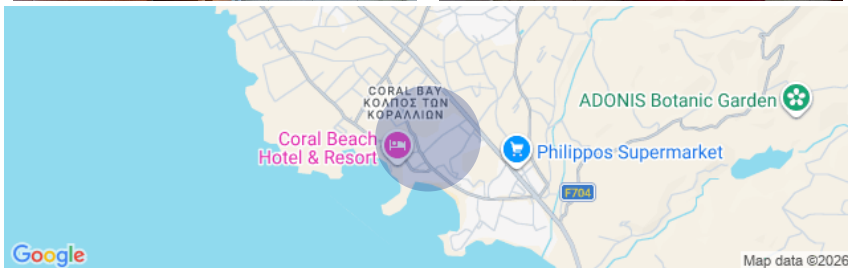 CORAL BAY
ΚΟΛΠΟΣ ΤΩΝ
ΚΟΡΑΛΛΙΩΝ
ADONIS Botanic Garden
Coral Beach
Hotel & Resort
Philippos Supermarket
F704
Google
Map data ©2026